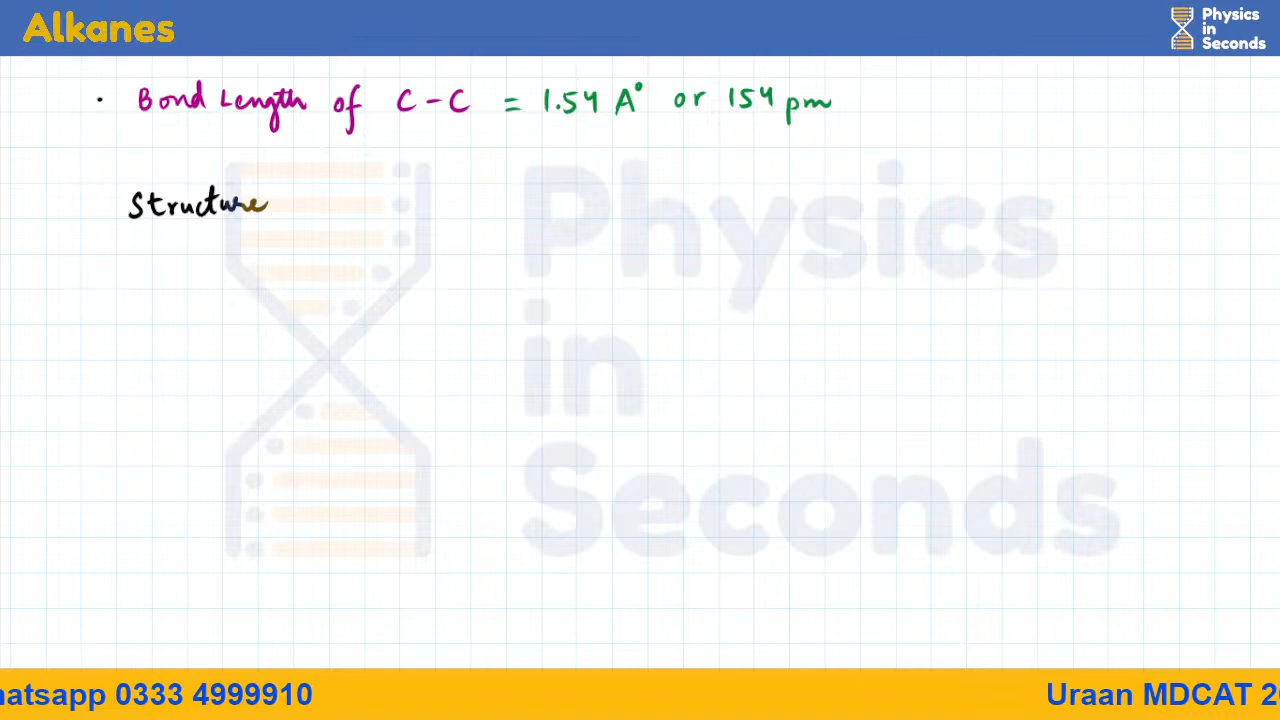 Alkanes
Physics
in
Seconds
· Bond Length of C-C = 1.54 A° or 154 pm
Structure
Physics
in
Seconds
hatsapp 0333 4999910
Uraan MDCAT 20